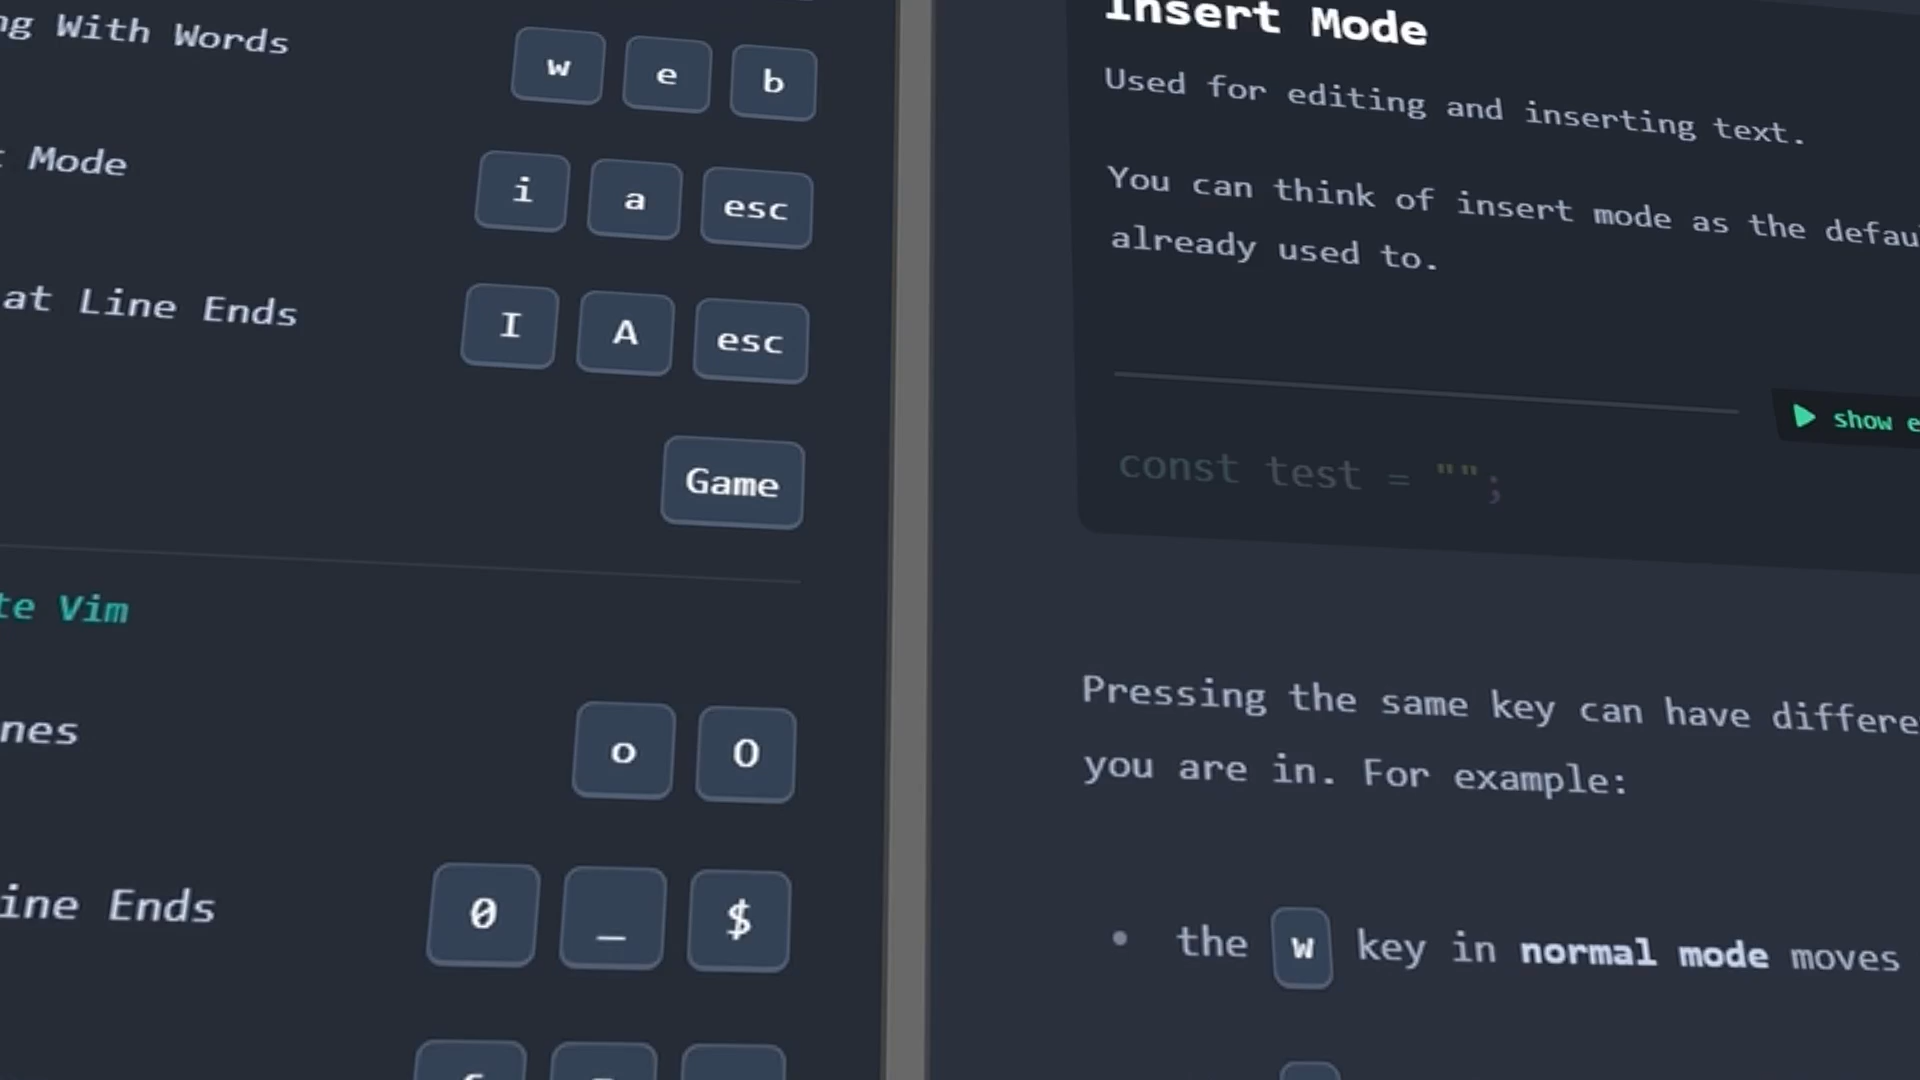 ng With Words
w e b
Mode
i a esc
at Line Ends
I A esc
Game
te Vim
nes
o O
ine Ends
0 _ $
Insert Mode
Used for editing and inserting text.
You can think of insert mode as the defau
already used to.
show e
const test = "";
Pressing the same key can have differe
you are in. For example:
• the w key in normal mode moves